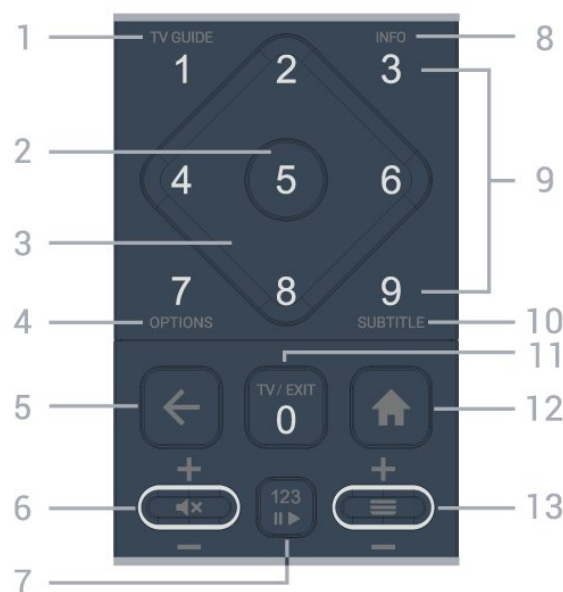 1 TV GUIDE INFO 8
1 2 3
2 4 5 6 9
3
7 8 9
4 OPTIONS SUBTITLE 10
11
5 TV / EXIT 12
0
+ +
6 123 13
− −
7